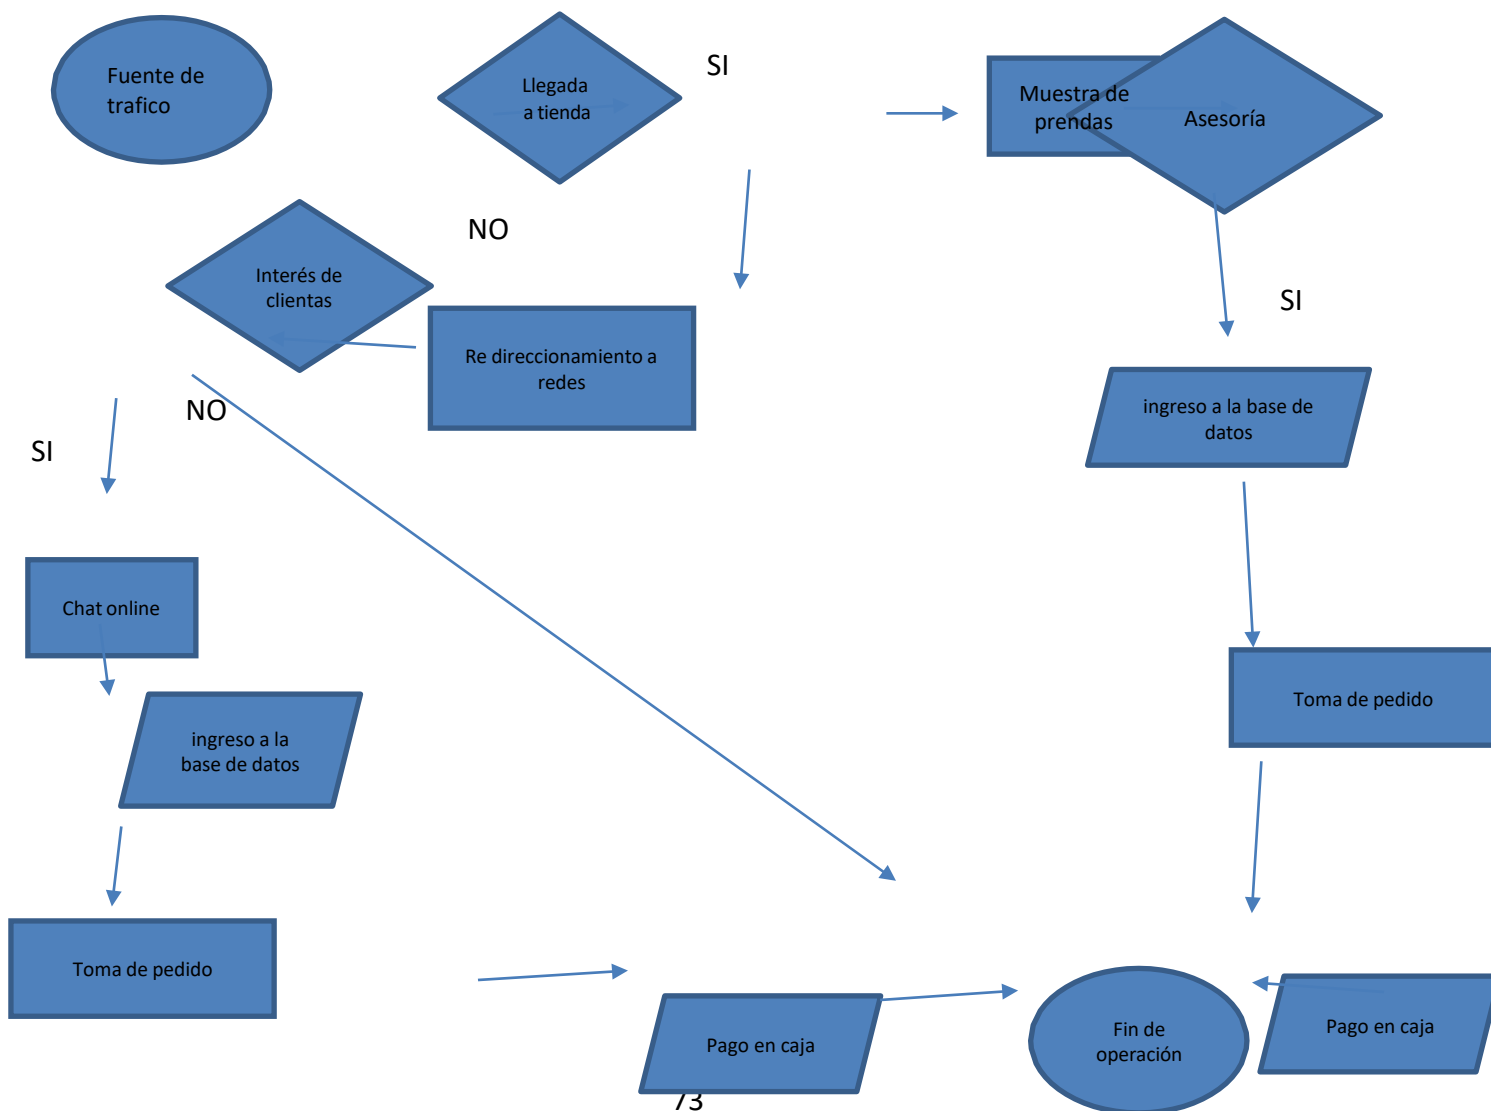 Fuente de
trafico
Llegada
a tienda
SI
Muestra de
prendas
Asesoría
NO
Interés de
clientas
Re direccionamiento a
redes
SI
ingreso a la base de
datos
NO
SI
Chat online
Toma de pedido
ingreso a la
base de datos
Toma de pedido
Pago en caja
Fin de
operación
Pago en caja
73